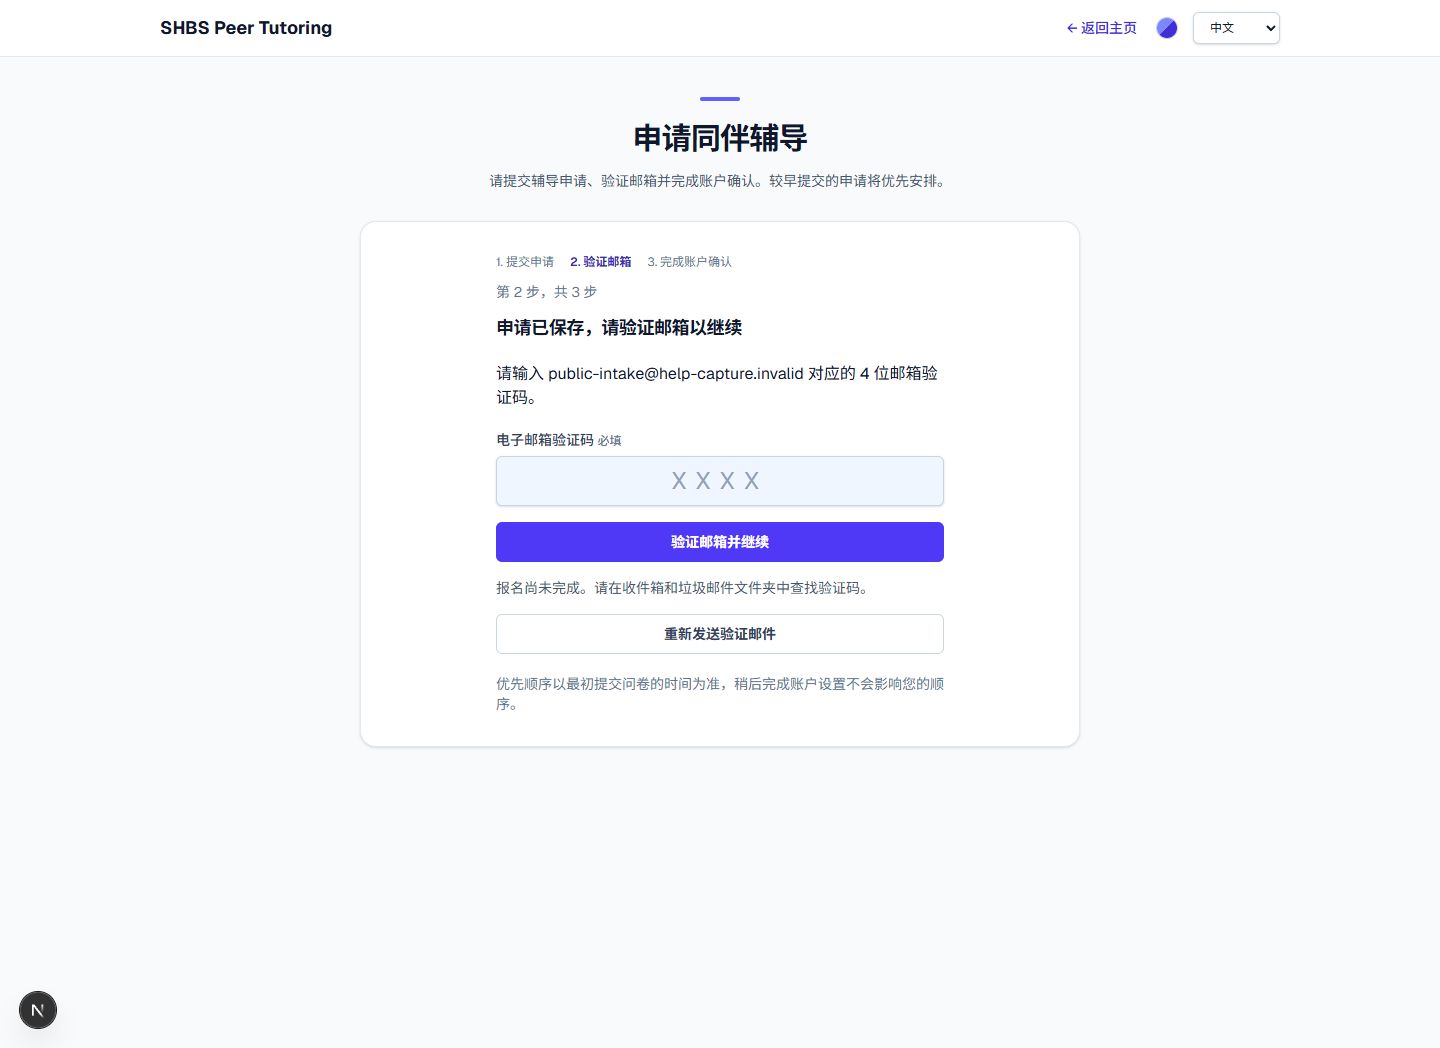 SHBS Peer Tutoring
← 返回主页
中文
申请同伴辅导
请提交辅导申请、验证邮箱并完成账户确认。较早提交的申请将优先安排。
1. 提交申请 2. 验证邮箱 3. 完成账户确认
第 2 步，共 3 步
申请已保存，请验证邮箱以继续
请输入 public-intake@help-capture.invalid 对应的 4 位邮箱验
证码。
电子邮箱验证码 必填
X X X X
验证邮箱并继续
报名尚未完成。请在收件箱和垃圾邮件文件夹中查找验证码。
重新发送验证邮件
优先顺序以最初提交问卷的时间为准，稍后完成账户设置不会影响您的顺
序。
N